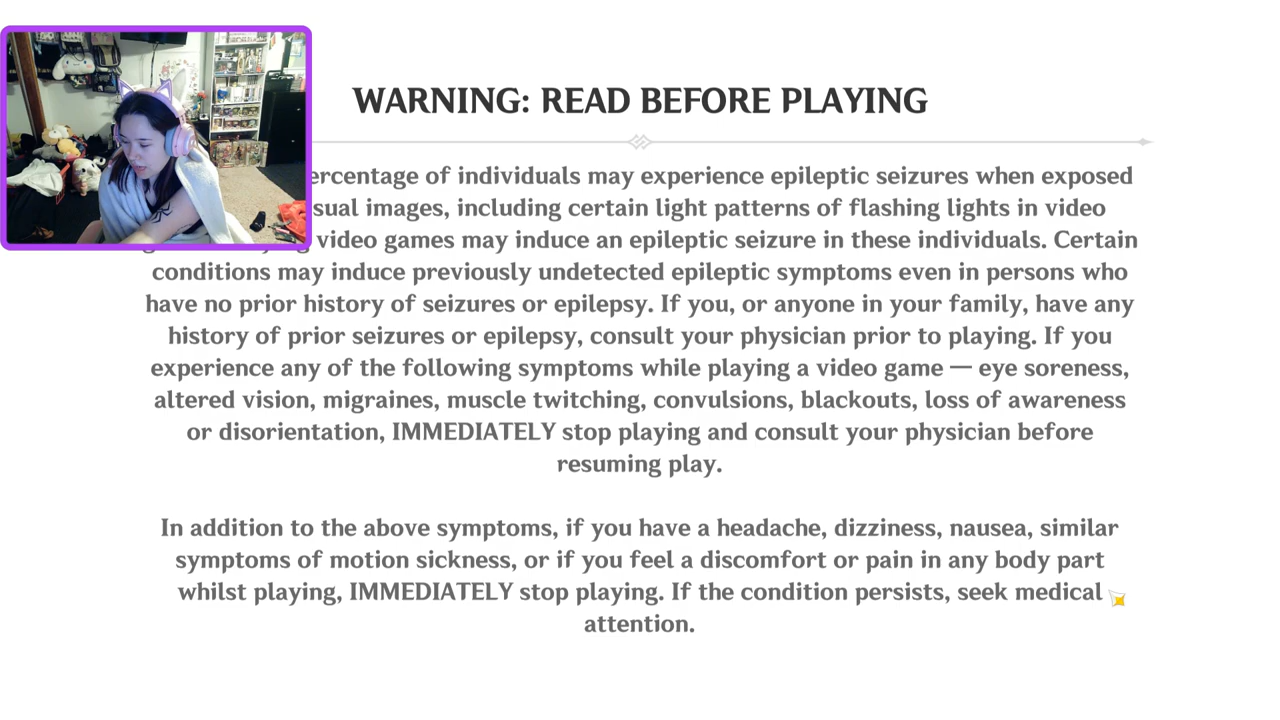 WARNING: READ BEFORE PLAYING
percentage of individuals may experience epileptic seizures when exposed
images, including certain light patterns of flashing lights in video
video games may induce an epileptic seizure in these individuals. Certain
conditions may induce previously undetected epileptic symptoms even in persons who
have no prior history of seizures or epilepsy. If you, or anyone in your family, have any
history of prior seizures or epilepsy, consult your physician prior to playing. If you
experience any of the following symptoms while playing a video game — eye soreness,
altered vision, migraines, muscle twitching, convulsions, blackouts, loss of awareness
or disorientation, IMMEDIATELY stop playing and consult your physician before
resuming play.
In addition to the above symptoms, if you have a headache, dizziness, nausea, similar
symptoms of motion sickness, or if you feel a discomfort or pain in any body part
whilst playing, IMMEDIATELY stop playing. If the condition persists, seek medical
attention.